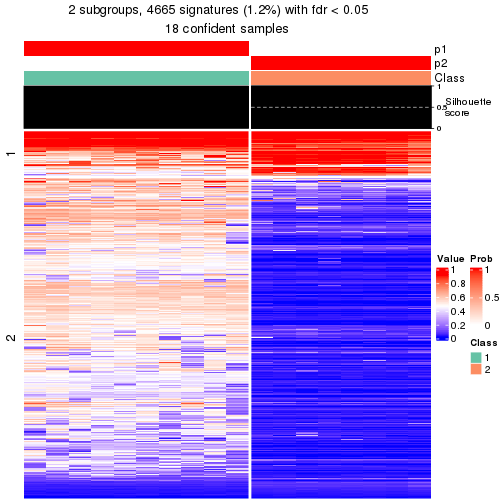 2 subgroups, 4665 signatures (1.2%) with fdr < 0.05
18 confident samples
p1
p2
Class
1
0.5
0
Silhouette
score
1
2
Value
1
0.8
0.6
0.4
0.2
0
Prob
1
0.5
0
Class
1
2